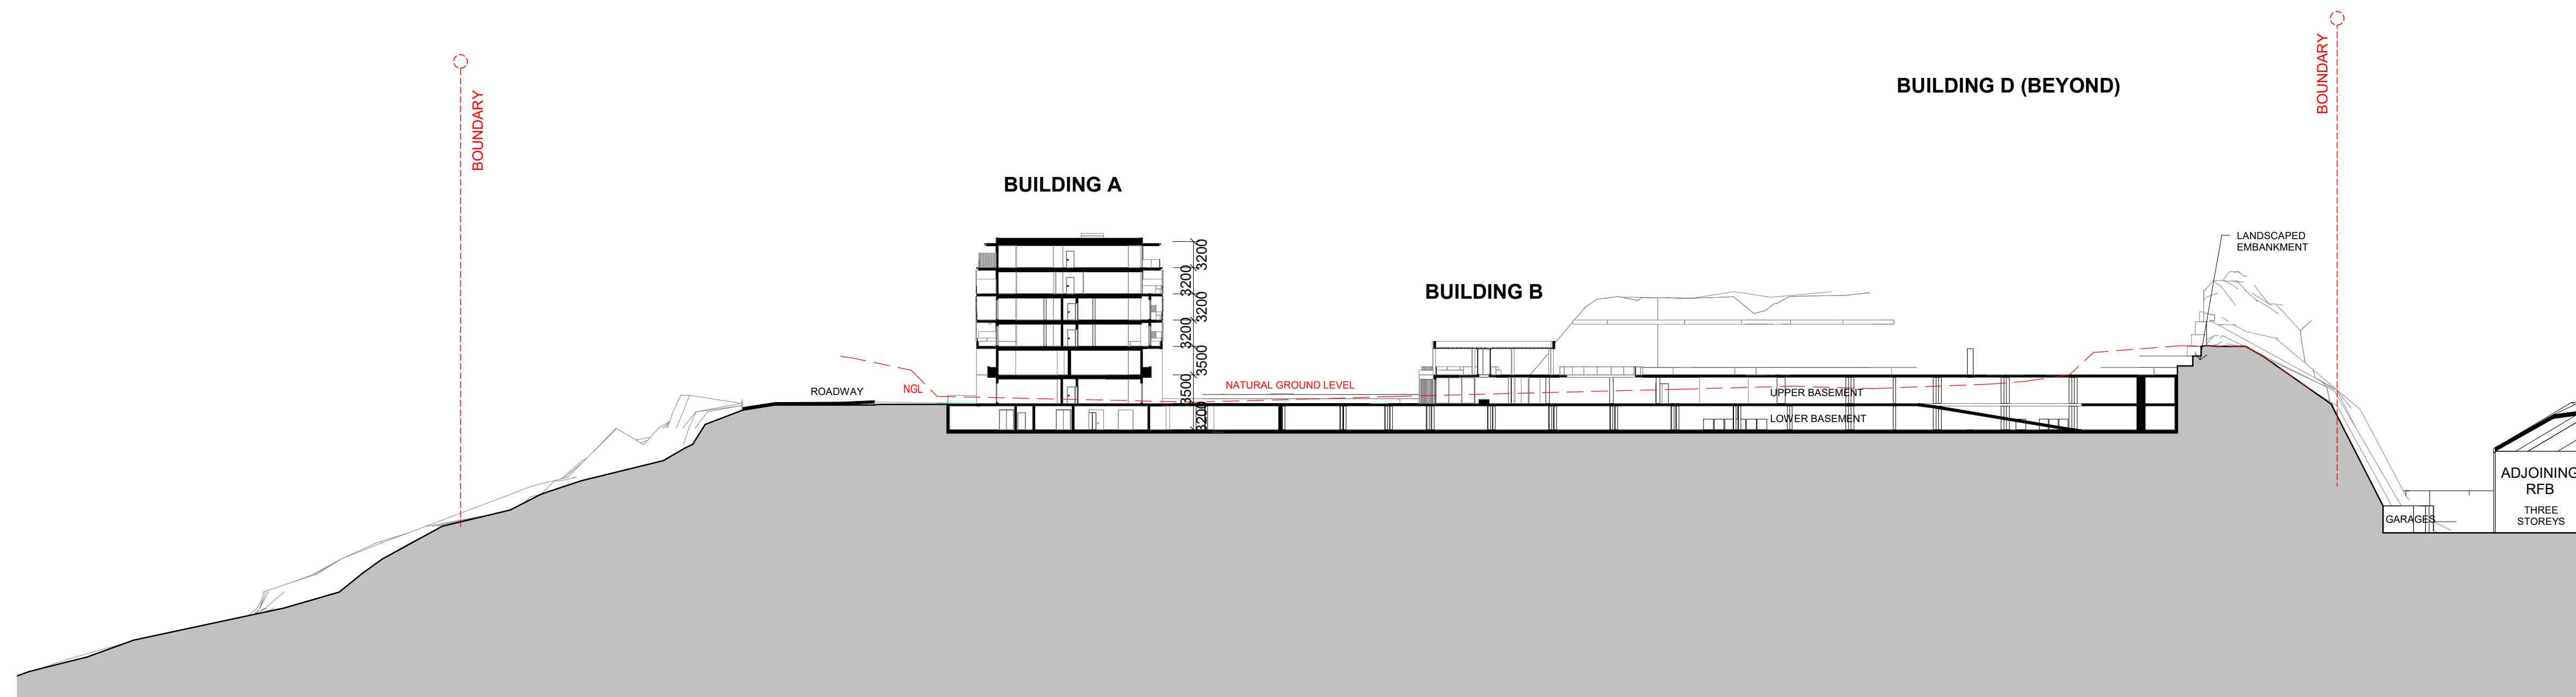 BOUNDARY
BOUNDARY
BUILDING D (BEYOND)
BUILDING A
LANDSCAPED
EMBANKMENT
3200
3200
3200
3200
3500
3500
3200
BUILDING B
ROADWAY
NGL
NATURAL GROUND LEVEL
UPPER BASEMENT
LOWER BASEMENT
ADJOINING
RFB
THREE
STOREYS
GARAGES